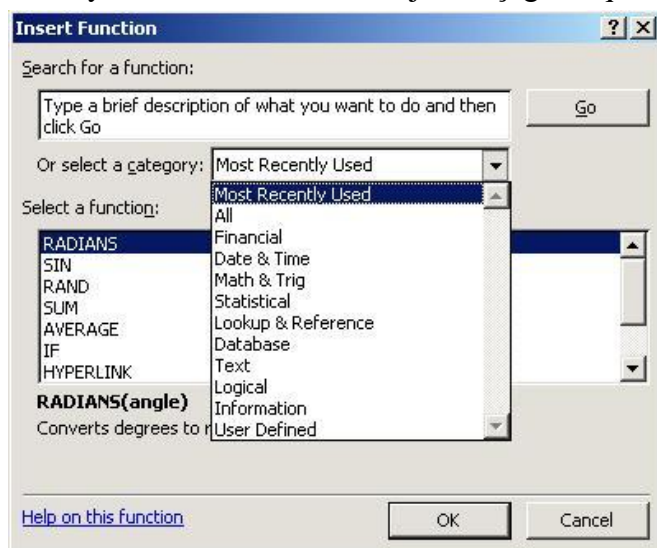 Insert Function
Search for a function:
Type a brief description of what you want to do and then
click Go
Go
Or select a category:
Most Recently Used
Most Recently Used
All
Financial
Date & Time
Math & Trig
Statistical
Lookup & Reference
Database
Text
Logical
Information
User Defined
Select a function:
RADIANS
SIN
RAND
SUM
AVERAGE
IF
HYPERLINK
RADIANS(angle)
Converts degrees to r
Help on this function
OK
Cancel